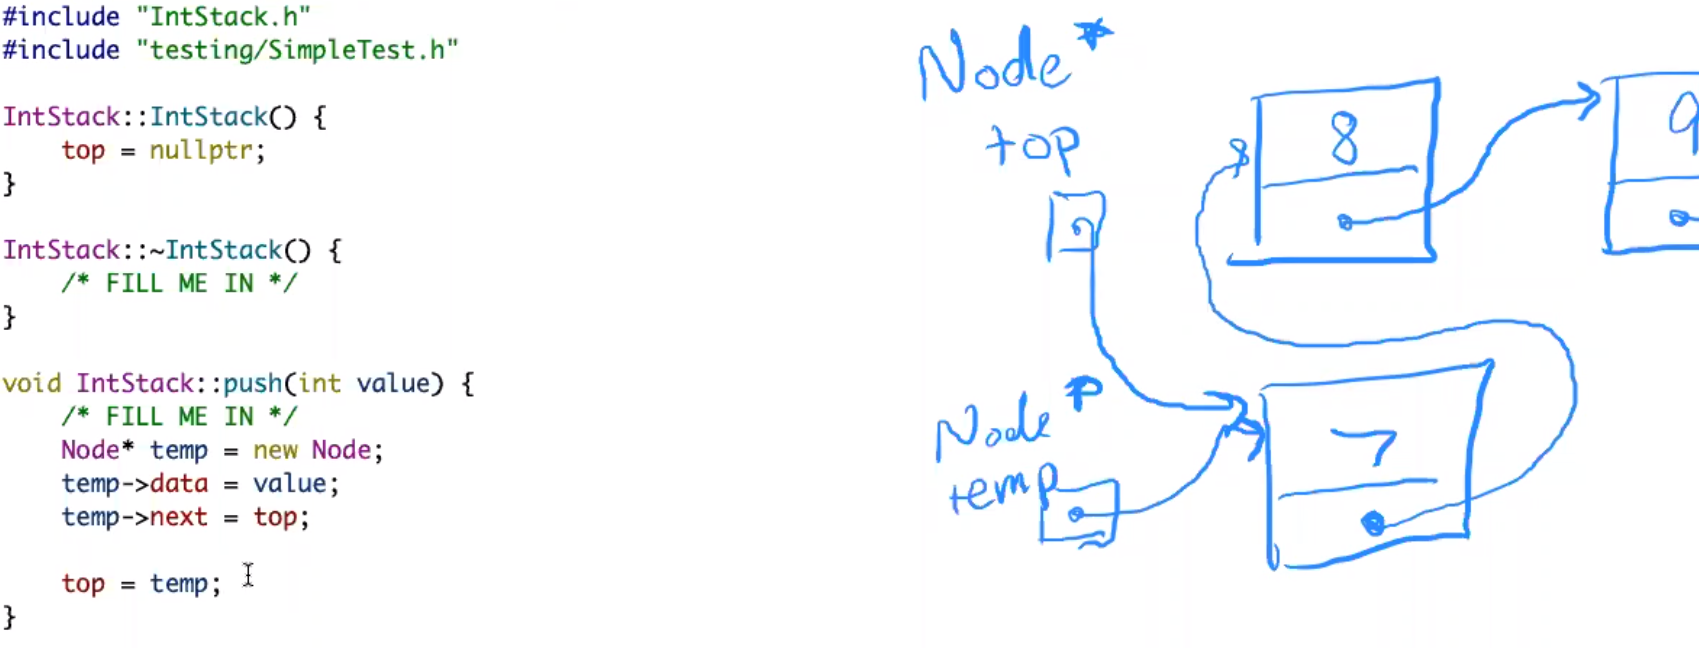 #include "IntStack.h"
#include "testing/SimpleTest.h"
IntStack::IntStack() {
    top = nullptr;
}
IntStack::~IntStack() {
    /* FILL ME IN */
}
void IntStack::push(int value) {
    /* FILL ME IN */
    Node* temp = new Node;
    temp->data = value;
    temp->next = top;
    top = temp;
}
Node *
top
8
9
Node *
temp
7